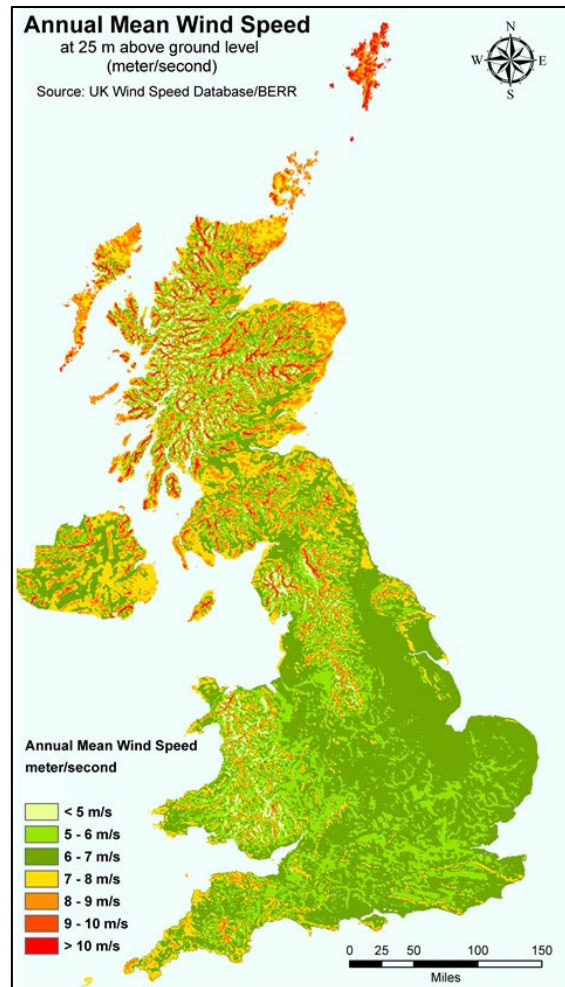 Annual Mean Wind Speed
at 25 m above ground level
(meter/second)
Source: UK Wind Speed Database/BERR
N
W E
S
Annual Mean Wind Speed
meter/second
< 5 m/s
5 - 6 m/s
6 - 7 m/s
7 - 8 m/s
8 - 9 m/s
9 - 10 m/s
> 10 m/s
0 25 50 100 150
Miles